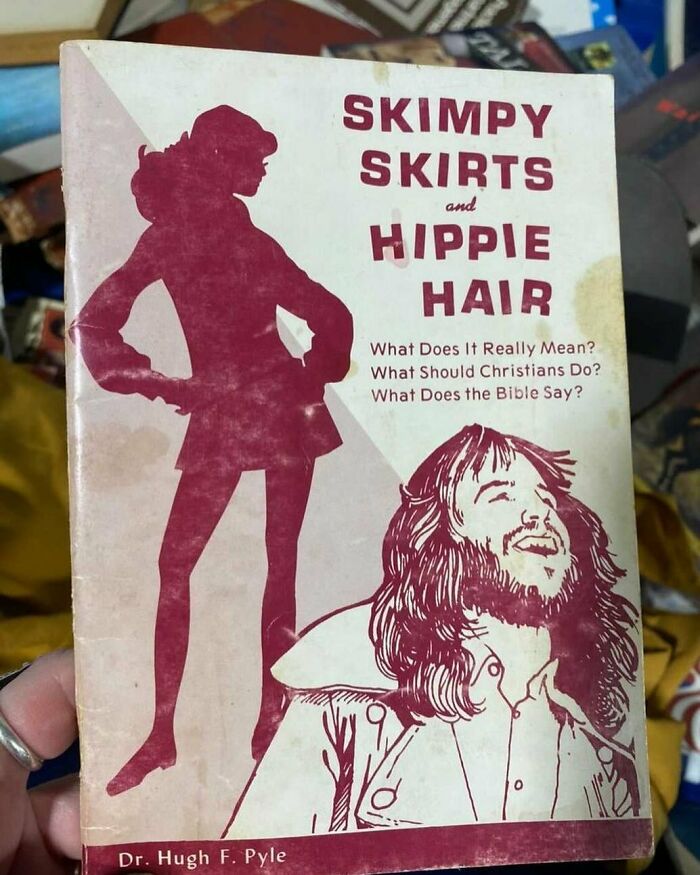 SKIMPY
SKIRTS
and
HIPPIE
HAIR
What Does It Really Mean?
What Should Christians Do?
What Does the Bible Say?
Dr. Hugh F. Pyle